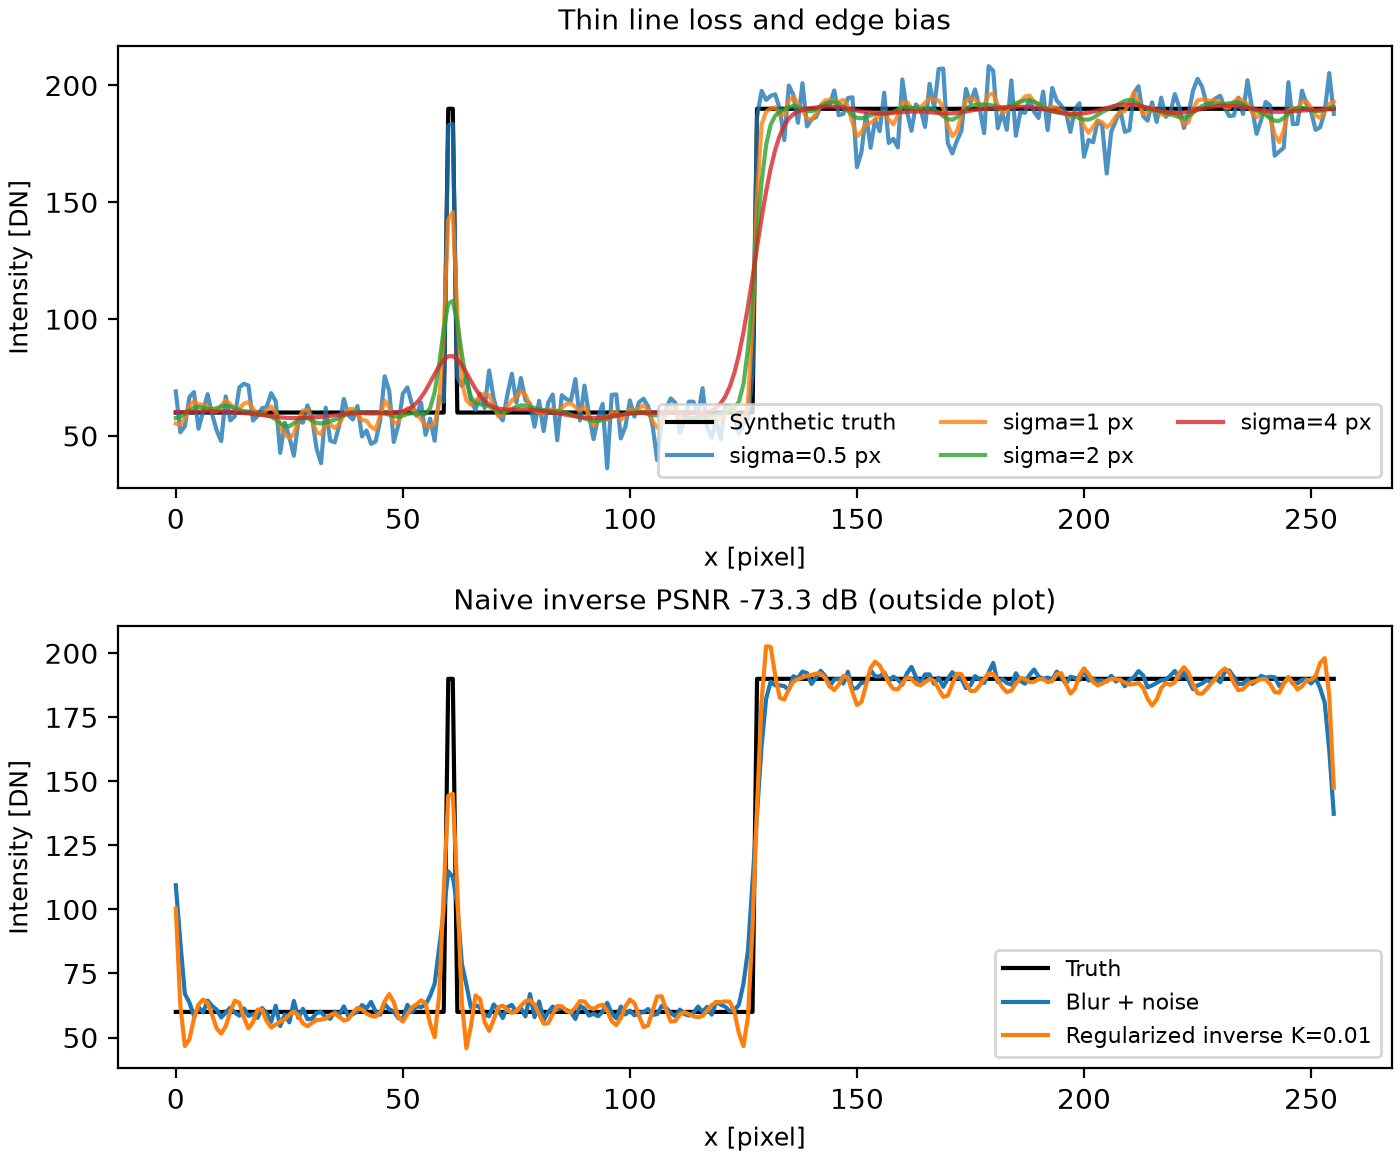 Thin line loss and edge bias
Intensity [DN]
200
150
100
50
Synthetic truth
sigma=0.5 px
sigma=1 px
sigma=2 px
sigma=4 px
0 50 100 150 200 250
x [pixel]
Naive inverse PSNR -73.3 dB (outside plot)
Intensity [DN]
200
175
150
125
100
75
50
Truth
Blur + noise
Regularized inverse K=0.01
0 50 100 150 200 250
x [pixel]